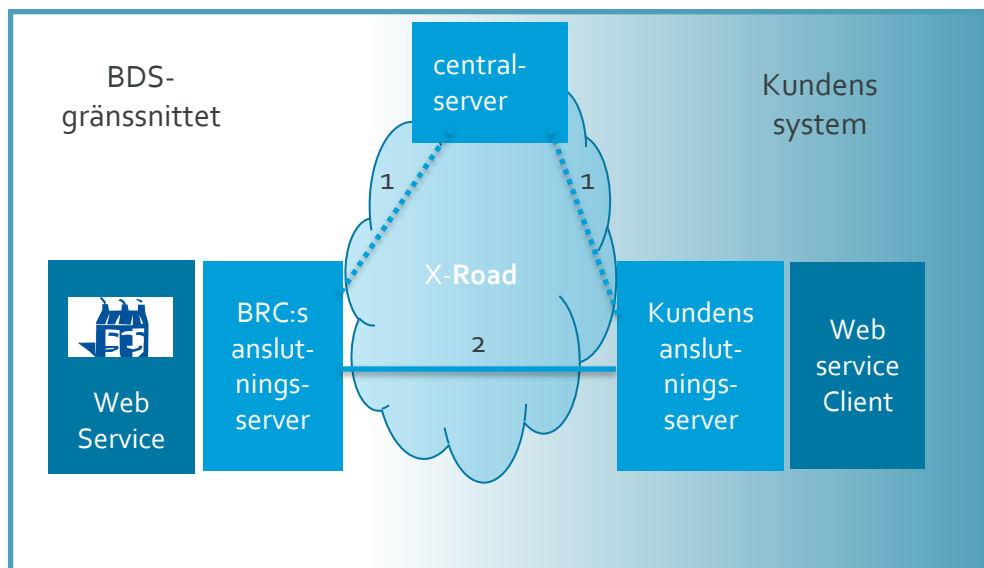 BDS-
gränssnittet
central-
server
Kundens
system
1
1
X-Road
2
Web
Service
BRC:s
anslut-
nings-
server
Kundens
anslut-
nings-
server
Web
service
Client